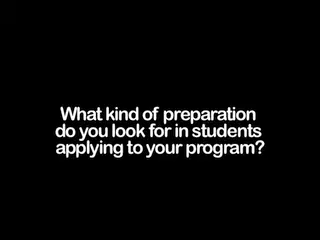 What kind of preparation
do you look for in students
applying to your program?